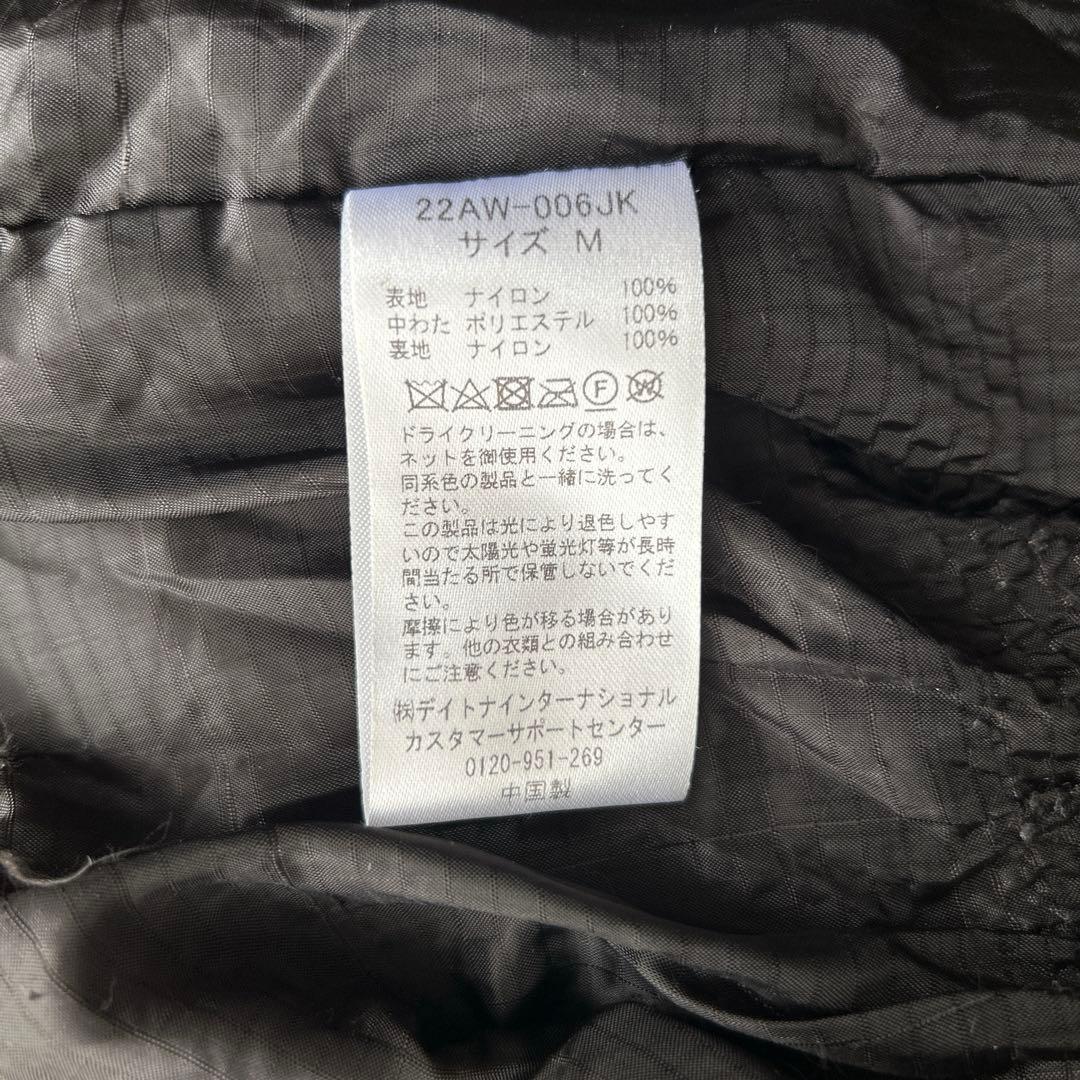 22AW-006JK
サイズ M
表地 ナイロン 100%
中わた ポリエステル 100%
裏地 ナイロン 100%
F W
ドライクリーニングの場合は、
ネットを御使用ください。
同系色の製品と一緒に洗ってく
ださい。
この製品は光により退色しやす
いので太陽光や蛍光灯等が長時
間当たる所で保管しないでくだ
さい。
摩擦により色が移る場合があり
ます。他の衣類との組み合わせ
にご注意ください。
㈱デイトナインターナショナル
カスタマーサポートセンター
0120-951-269
中国製